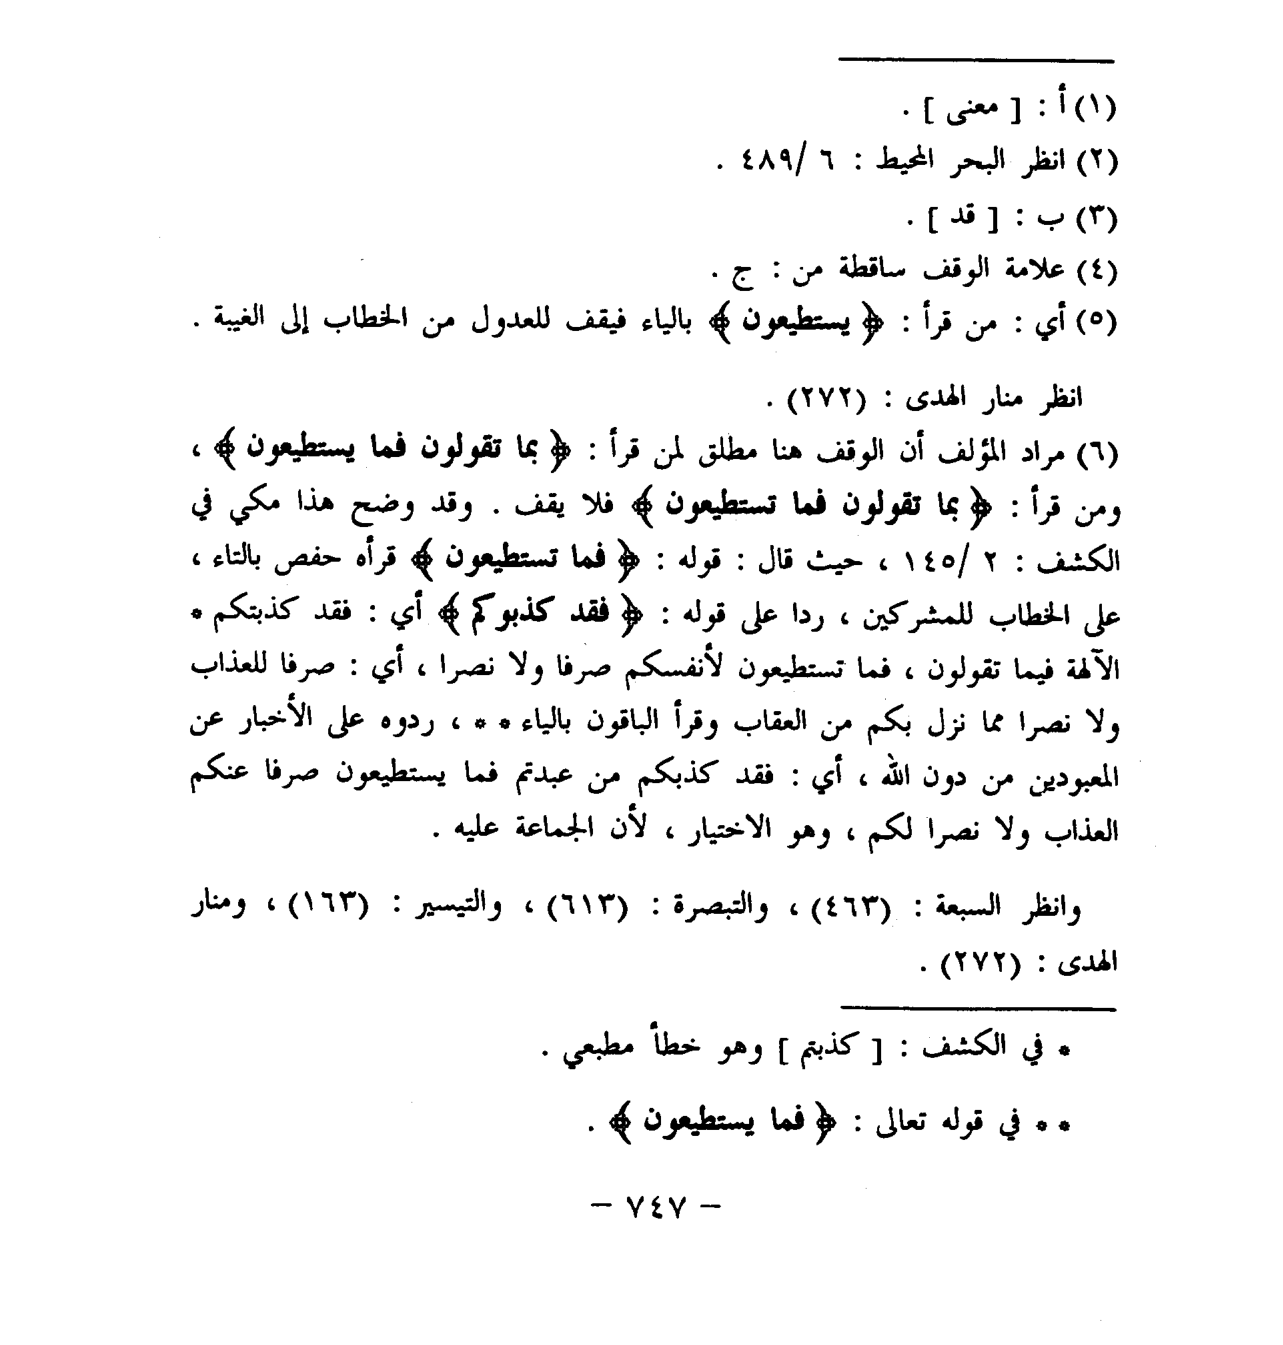 (١) أ : [ معنى ] .
(٢) انظر البحر المحيط : ٦ /٤٨٩ .
(٣) ب : [ قد ] .
(٤) علامة الوقف ساقطة من : ج .
(٥) أي : من قرأ : ﴿ يستطيعون ﴾ بالياء فيقف للعدول من الخطاب إلى الغيبة .
انظر منار الهدى : (٢٧٢) .
(٦) مراد المؤلف أن الوقف هنا مطلق لمن قرأ : ﴿ بما تقولون فما يستطيعون ﴾ ،
ومن قرأ : ﴿ بما تقولون فما تستطيعون ﴾ فلا يقف . وقد وضح هذا مكي في
الكشف : ٢ /١٤٥ ، حيث قال : قوله : ﴿ فما تستطيعون ﴾ قرأه حفص بالتاء ،
على الخطاب للمشركين ، ردا على قوله : ﴿ فقد كذبوكم ﴾ أي : فقد كذبتكم *
الآلهة فيما تقولون ، فما تستطيعون لأنفسكم صرفا ولا نصرا ، أي : صرفا للعذاب
ولا نصرا مما نزل بكم من العقاب وقرأ الباقون بالياء * * ، ردوه على الأخبار عن
المعبودين من دون الله ، أي : فقد كذبكم من عبدتم فما يستطيعون صرفا عنكم
العذاب ولا نصرا لكم ، وهو الاختيار ، لأن الجماعة عليه .
وانظر السبعة : (٤٦٣) ، والتبصرة : (٦١٣) ، والتيسير : (١٦٣) ، ومنار
الهدى : (٢٧٢) .
* في الكشف : [ كذبتم ] وهو خطأ مطبعي .
* * في قوله تعالى : ﴿ فما يستطيعون ﴾ .
– ٧٤٧ –